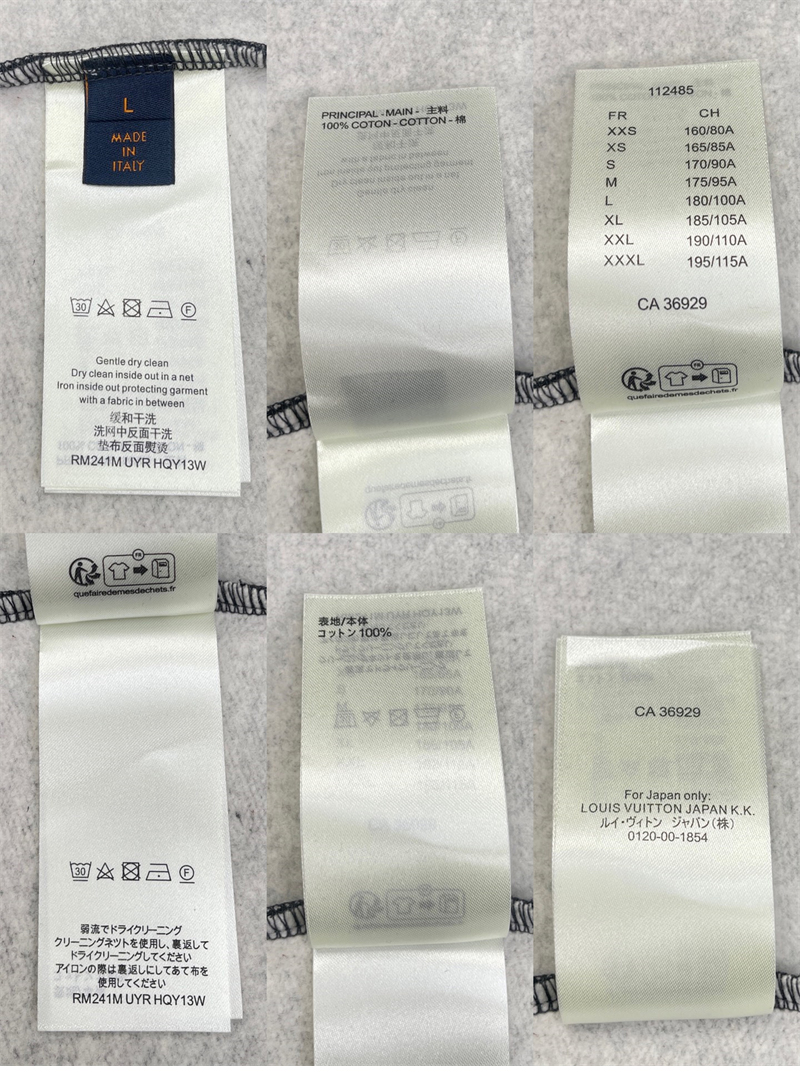 L
MADE
IN
ITALY
30
F
Gentle dry clean
Dry clean inside out in a net
Iron inside out protecting garment
with a fabric in between
缓和干洗
洗网中反面干洗
垫布反面熨烫
RM241M UYR HQY13W
PRINCIPAL - MAIN - 主料
100% COTON - COTTON - 棉
112485
FR CH
XXS 160/80A
XS 165/85A
S 170/90A
M 175/95A
L 180/100A
XL 185/105A
XXL 190/110A
XXXL 195/115A
CA 36929
FR
quefairedemesdechets.fr
FR
quefairedemesdechets.fr
30
F
弱流でドライクリーニング
クリーニングネツトを使用し、裏返して
ドライクリーニングしてください
アイロンの際は裏返しにしてあて布を
使用してください
RM241M UYR HQY13W
表地/本体
コットン 100%
CA 36929
For Japan only:
LOUIS VUITTON JAPAN K.K.
ルイ・ヴィトン ジャパン(株)
0120-00-1854